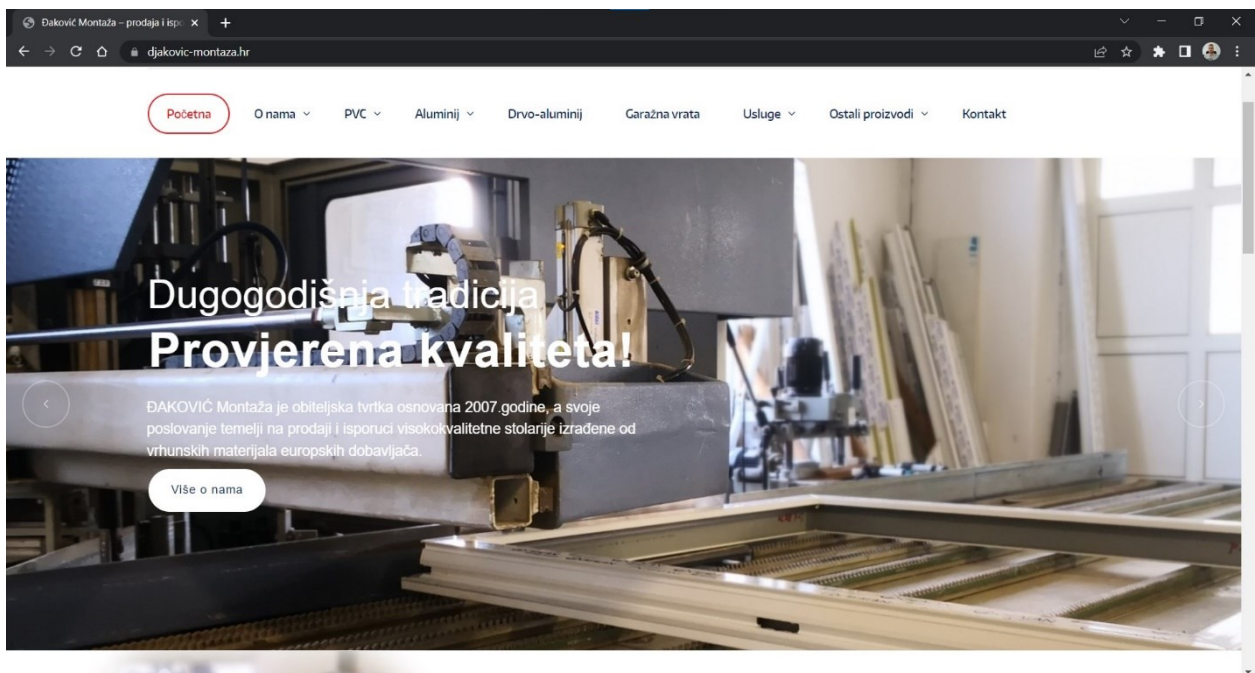 Đaković Montaža – prodaja i ispo
djakovic-montaza.hr
Početna O nama PVC Aluminij Drvo-aluminij Garažna vrata Usluge Ostali proizvodi Kontakt
Dugogodišnja tradicija
Provjerena kvaliteta!
ĐAKOVIĆ Montaža je obiteljska tvrtka osnovana 2007.godine, a svoje
poslovanje temelji na prodaji i isporuci visokokvalitetne stolarije izrađene od
vrhunskih materijala europskih dobavljača.
Više o nama